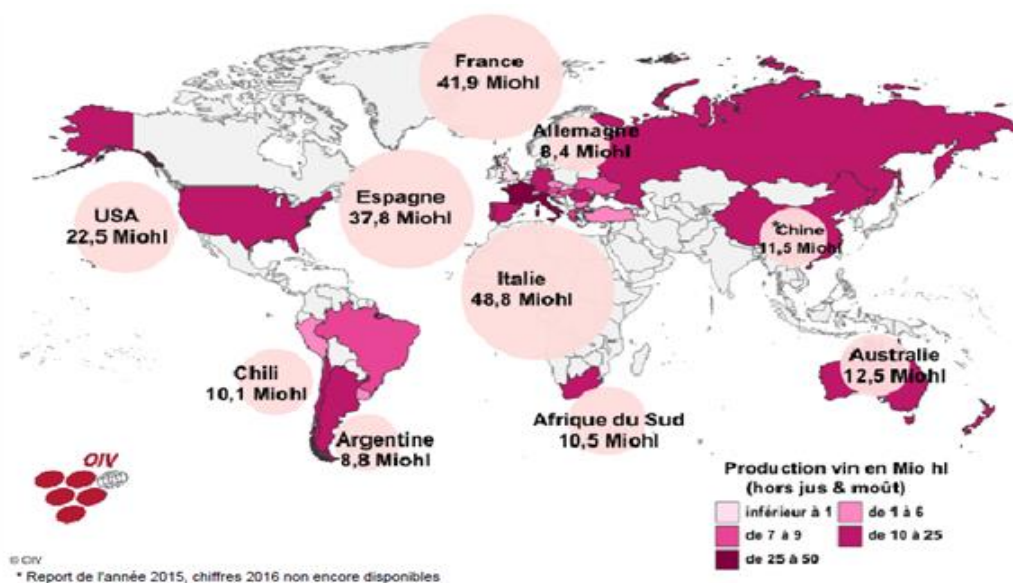 France
41,9 Miohl
Allemagne
8,4 Miohl
Espagne
37,8 Miohl
USA
22,5 Miohl
*Chine
11,5 Miohl
Italie
48,8 Miohl
Australie
12,5 Miohl
Chili
10,1 Miohl
Afrique du Sud
10,5 Miohl
Argentine
8,8 Miohl
OIV
Production vin en Mio hl
(hors jus & moût)
inférieur à 1
de 1 à 6
de 7 à 9
de 10 à 25
de 25 à 50
© OIV
* Report de l'année 2015, chiffres 2016 non encore disponibles